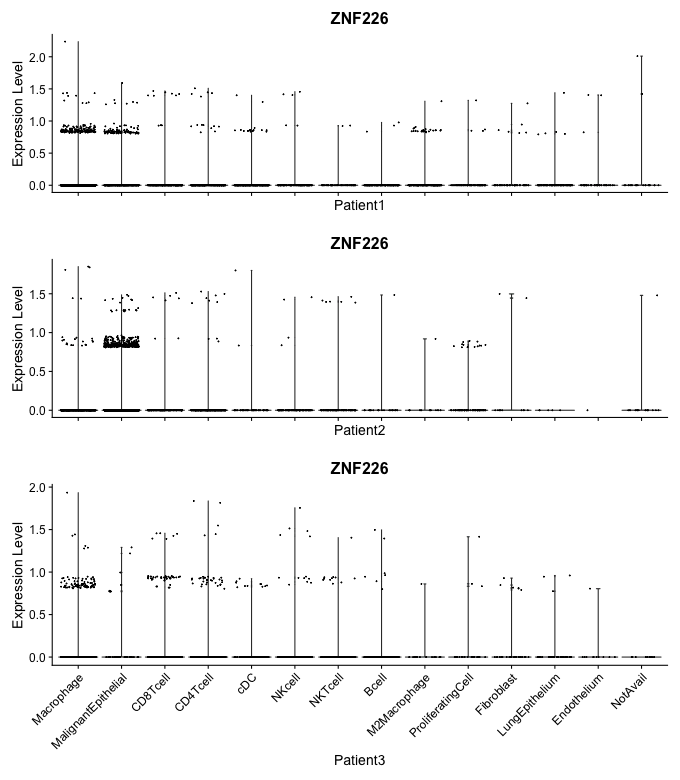 ZNF226
Expression Level
2.0
1.5
1.0
0.5
0.0
Patient1
ZNF226
Expression Level
1.5
1.0
0.5
0.0
Patient2
ZNF226
Expression Level
2.0
1.5
1.0
0.5
0.0
Macrophage
MalignantEpithelial
CD8Tcell
CD4Tcell
cDC
NKcell
NKTcell
Bcell
M2Macrophage
ProliferatingCell
Fibroblast
LungEpithelium
Endothelium
NotAvail
Patient3